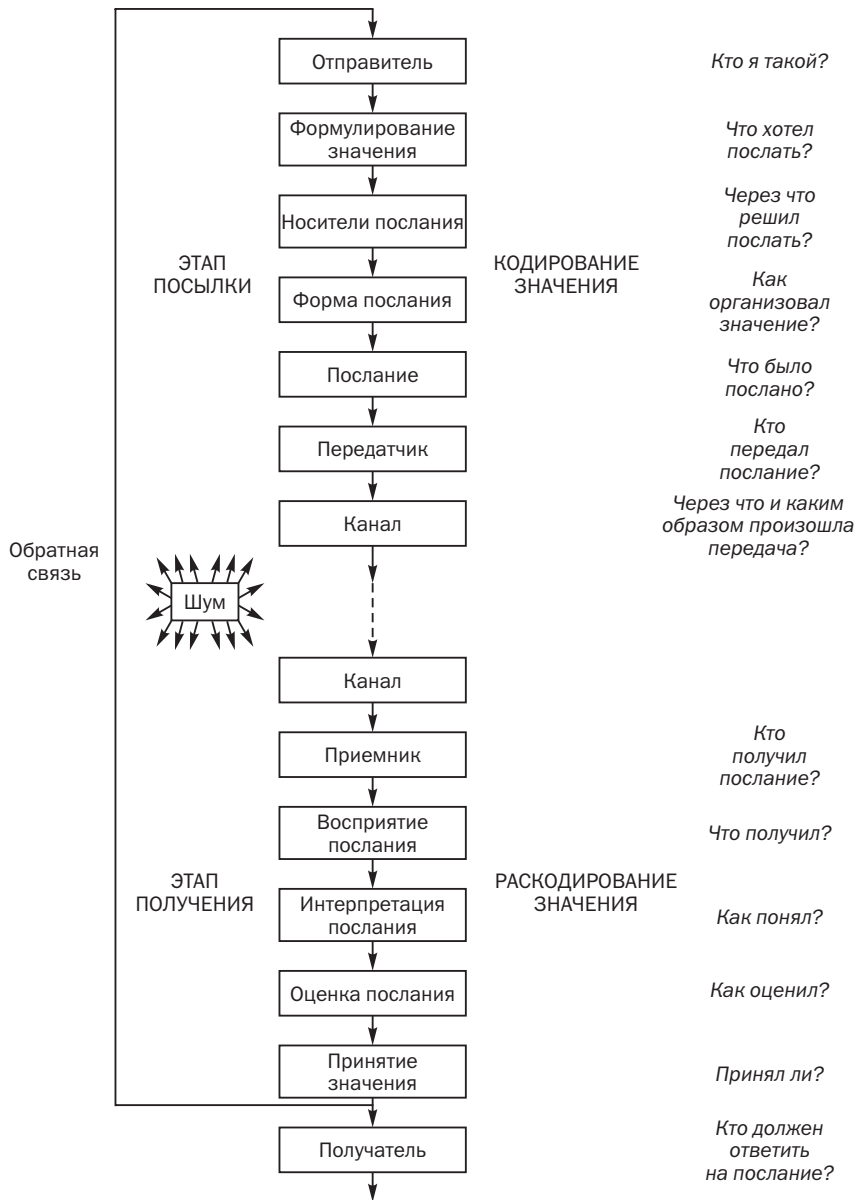 Отправитель
Кто я такой?
Формулирование
значения
Что хотел
послать?
Носители послания
Через что
решил
послать?
ЭТАП
ПОСЫЛКИ
КОДИРОВАНИЕ
ЗНАЧЕНИЯ
Форма послания
Как
организовал
значение?
Послание
Что было
послано?
Передатчик
Кто
передал
послание?
Канал
Через что и каким
образом произошла
передача?
Обратная
связь
Шум
Канал
Приемник
Кто
получил
послание?
Восприятие
послания
Что получил?
ЭТАП
ПОЛУЧЕНИЯ
РАСКОДИРОВАНИЕ
ЗНАЧЕНИЯ
Интерпретация
послания
Как понял?
Оценка послания
Как оценил?
Принятие
значения
Принял ли?
Получатель
Кто должен
ответить
на послание?